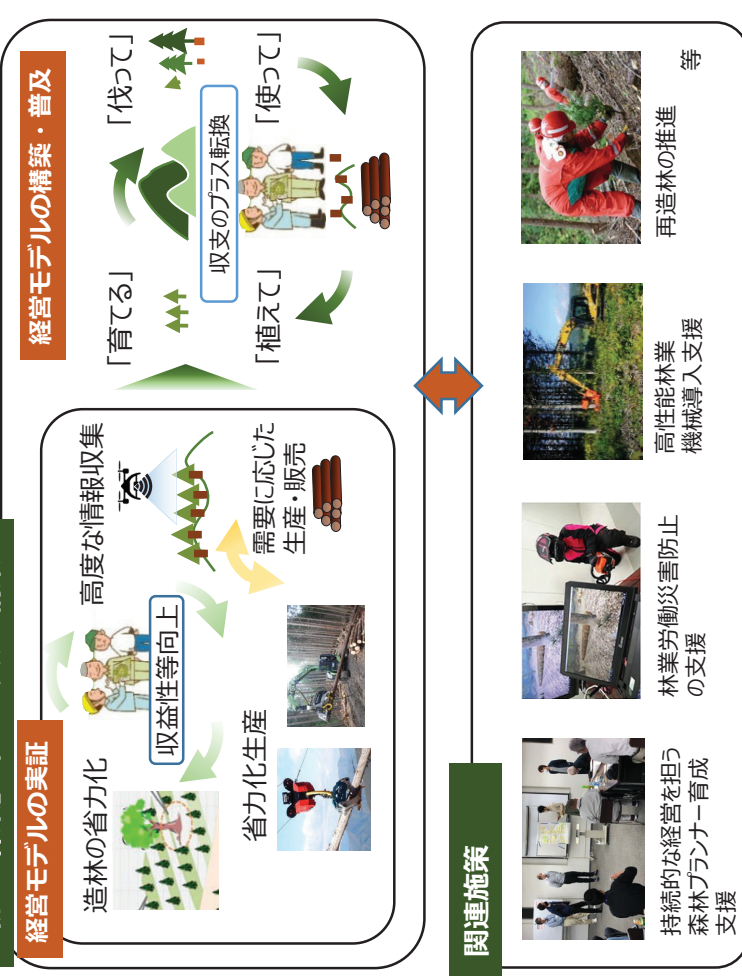 経営モデルの実証
造林の省力化
高度な情報収集
収益性等向上
省力化生産
需要に応じた
生産・販売
経営モデルの構築・普及
「育てる」
「伐って」
収支のプラス転換
「植えて」
「使って」
関連施策
持続的な経営を担う
森林プランナー育成
支援
林業労働災害防止
の支援
高性能林業
機械導入支援
再造林の推進
等